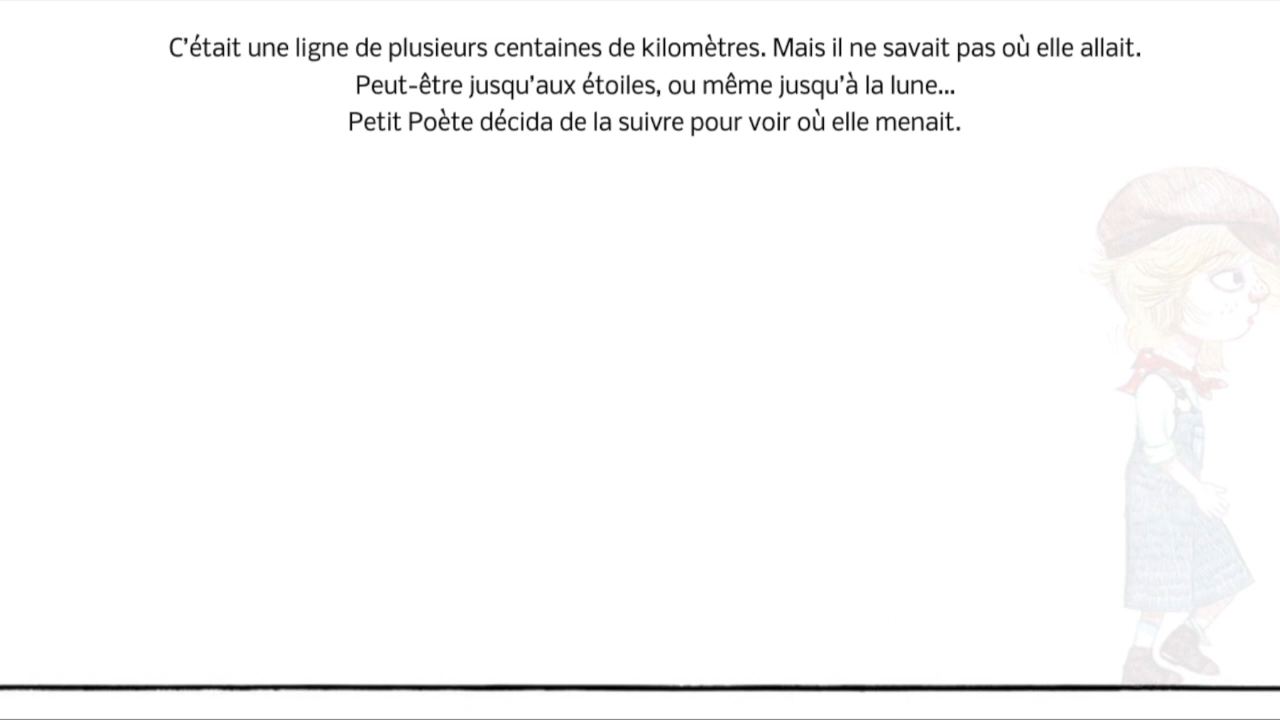 C'était une ligne de plusieurs centaines de kilomètres. Mais il ne savait pas où elle allait.
Peut-être jusqu'aux étoiles, ou même jusqu'à la lune...
Petit Poète décida de la suivre pour voir où elle menait.